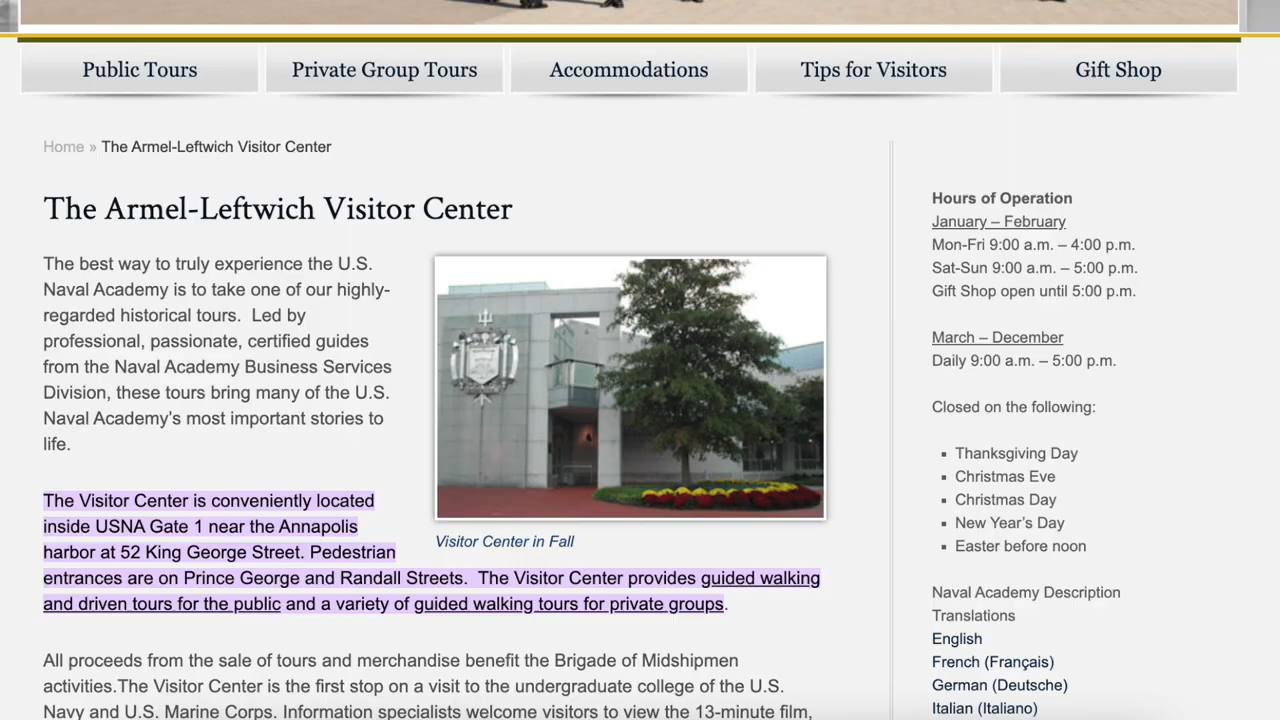 Public Tours
Private Group Tours
Accommodations
Tips for Visitors
Gift Shop
Home » The Armel-Leftwich Visitor Center
The Armel-Leftwich Visitor Center
The best way to truly experience the U.S.
Naval Academy is to take one of our highly-
regarded historical tours.  Led by
professional, passionate, certified guides
from the Naval Academy Business Services
Division, these tours bring many of the U.S.
Naval Academy’s most important stories to
life.
Visitor Center in Fall
The Visitor Center is conveniently located
inside USNA Gate 1 near the Annapolis
harbor at 52 King George Street. Pedestrian
entrances are on Prince George and Randall Streets.  The Visitor Center provides guided walking
and driven tours for the public and a variety of guided walking tours for private groups.
All proceeds from the sale of tours and merchandise benefit the Brigade of Midshipmen
activities.The Visitor Center is the first stop on a visit to the undergraduate college of the U.S.
Navy and U.S. Marine Corps. Information specialists welcome visitors to view the 13-minute film,
Hours of Operation
January – February
Mon-Fri 9:00 a.m. – 4:00 p.m.
Sat-Sun 9:00 a.m. – 5:00 p.m.
Gift Shop open until 5:00 p.m.
March – December
Daily 9:00 a.m. – 5:00 p.m.
Closed on the following:
Thanksgiving Day
Christmas Eve
Christmas Day
New Year’s Day
Easter before noon
Naval Academy Description
Translations
English
French (Français)
German (Deutsche)
Italian (Italiano)